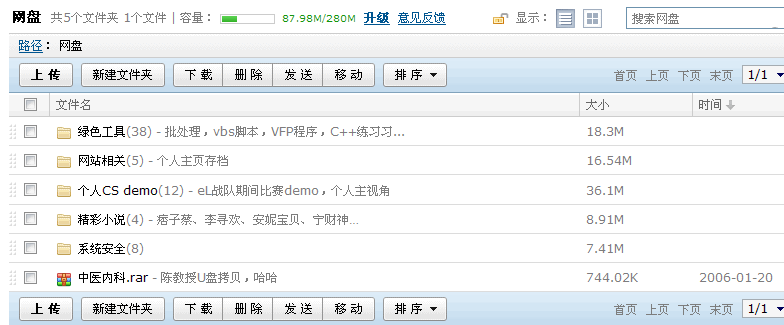 网盘 共5个文件夹 1个文件 | 容量： 87.98M/280M 升级 意见反馈 显示： 搜索网盘
路径： 网盘
上 传 新建文件夹 下 载 删 除 发 送 移 动 排 序 首页 上页 下页 末页 1/1
文件名 大小 时间
绿色工具(38) - 批处理，vbs脚本，VFP程序，C++练习习... 18.3M
网站相关(5) - 个人主页存档 16.54M
个人CS demo(12) - eL战队期间比赛demo，个人主视角 36.1M
精彩小说(4) - 痞子蔡、李寻欢、安妮宝贝、宁财神... 8.91M
系统安全(8) 7.41M
中医内科.rar - 陈教授U盘拷贝，哈哈 744.02K 2006-01-20
上 传 新建文件夹 下 载 删 除 发 送 移 动 排 序 首页 上页 下页 末页 1/1